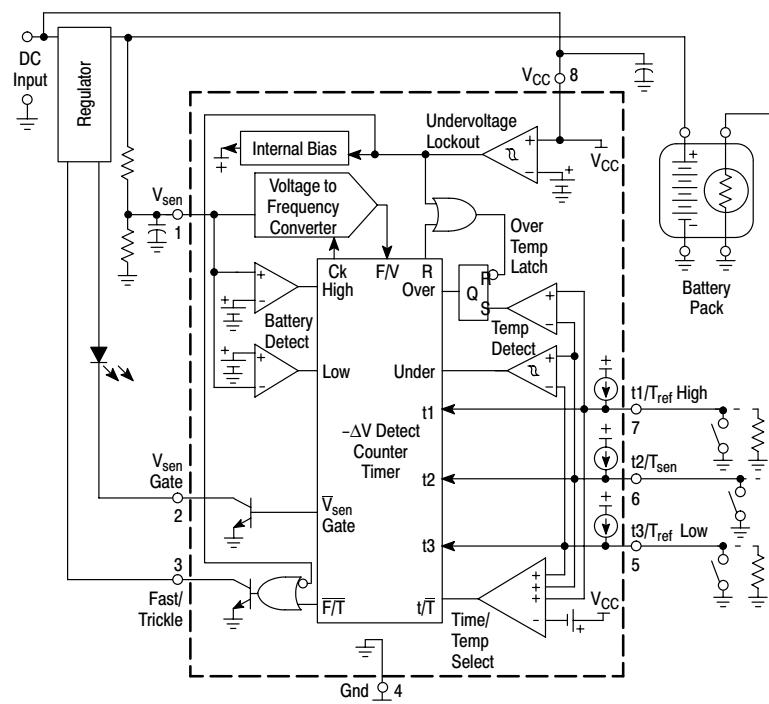 DC
Input
Regulator
V_CC 8
Undervoltage
Lockout
Internal Bias
+
V_CC
Voltage to
Frequency
Converter
V_sen
1
Over
Temp
Latch
Ck F/V R
High Over
Q R
S
Battery
Detect
Temp
Detect
Low Under
Battery
Pack
t1
t1/T_ref High
7
–ΔV Detect
Counter
Timer
t2
t2/T_sen
6
V_sen
Gate
2
V̅_sen
Gate
t3
t3/T_ref Low
5
3
Fast/
Trickle
F̅/̅T̅
t/T̅
Time/
Temp
Select
V_CC
Gnd 4